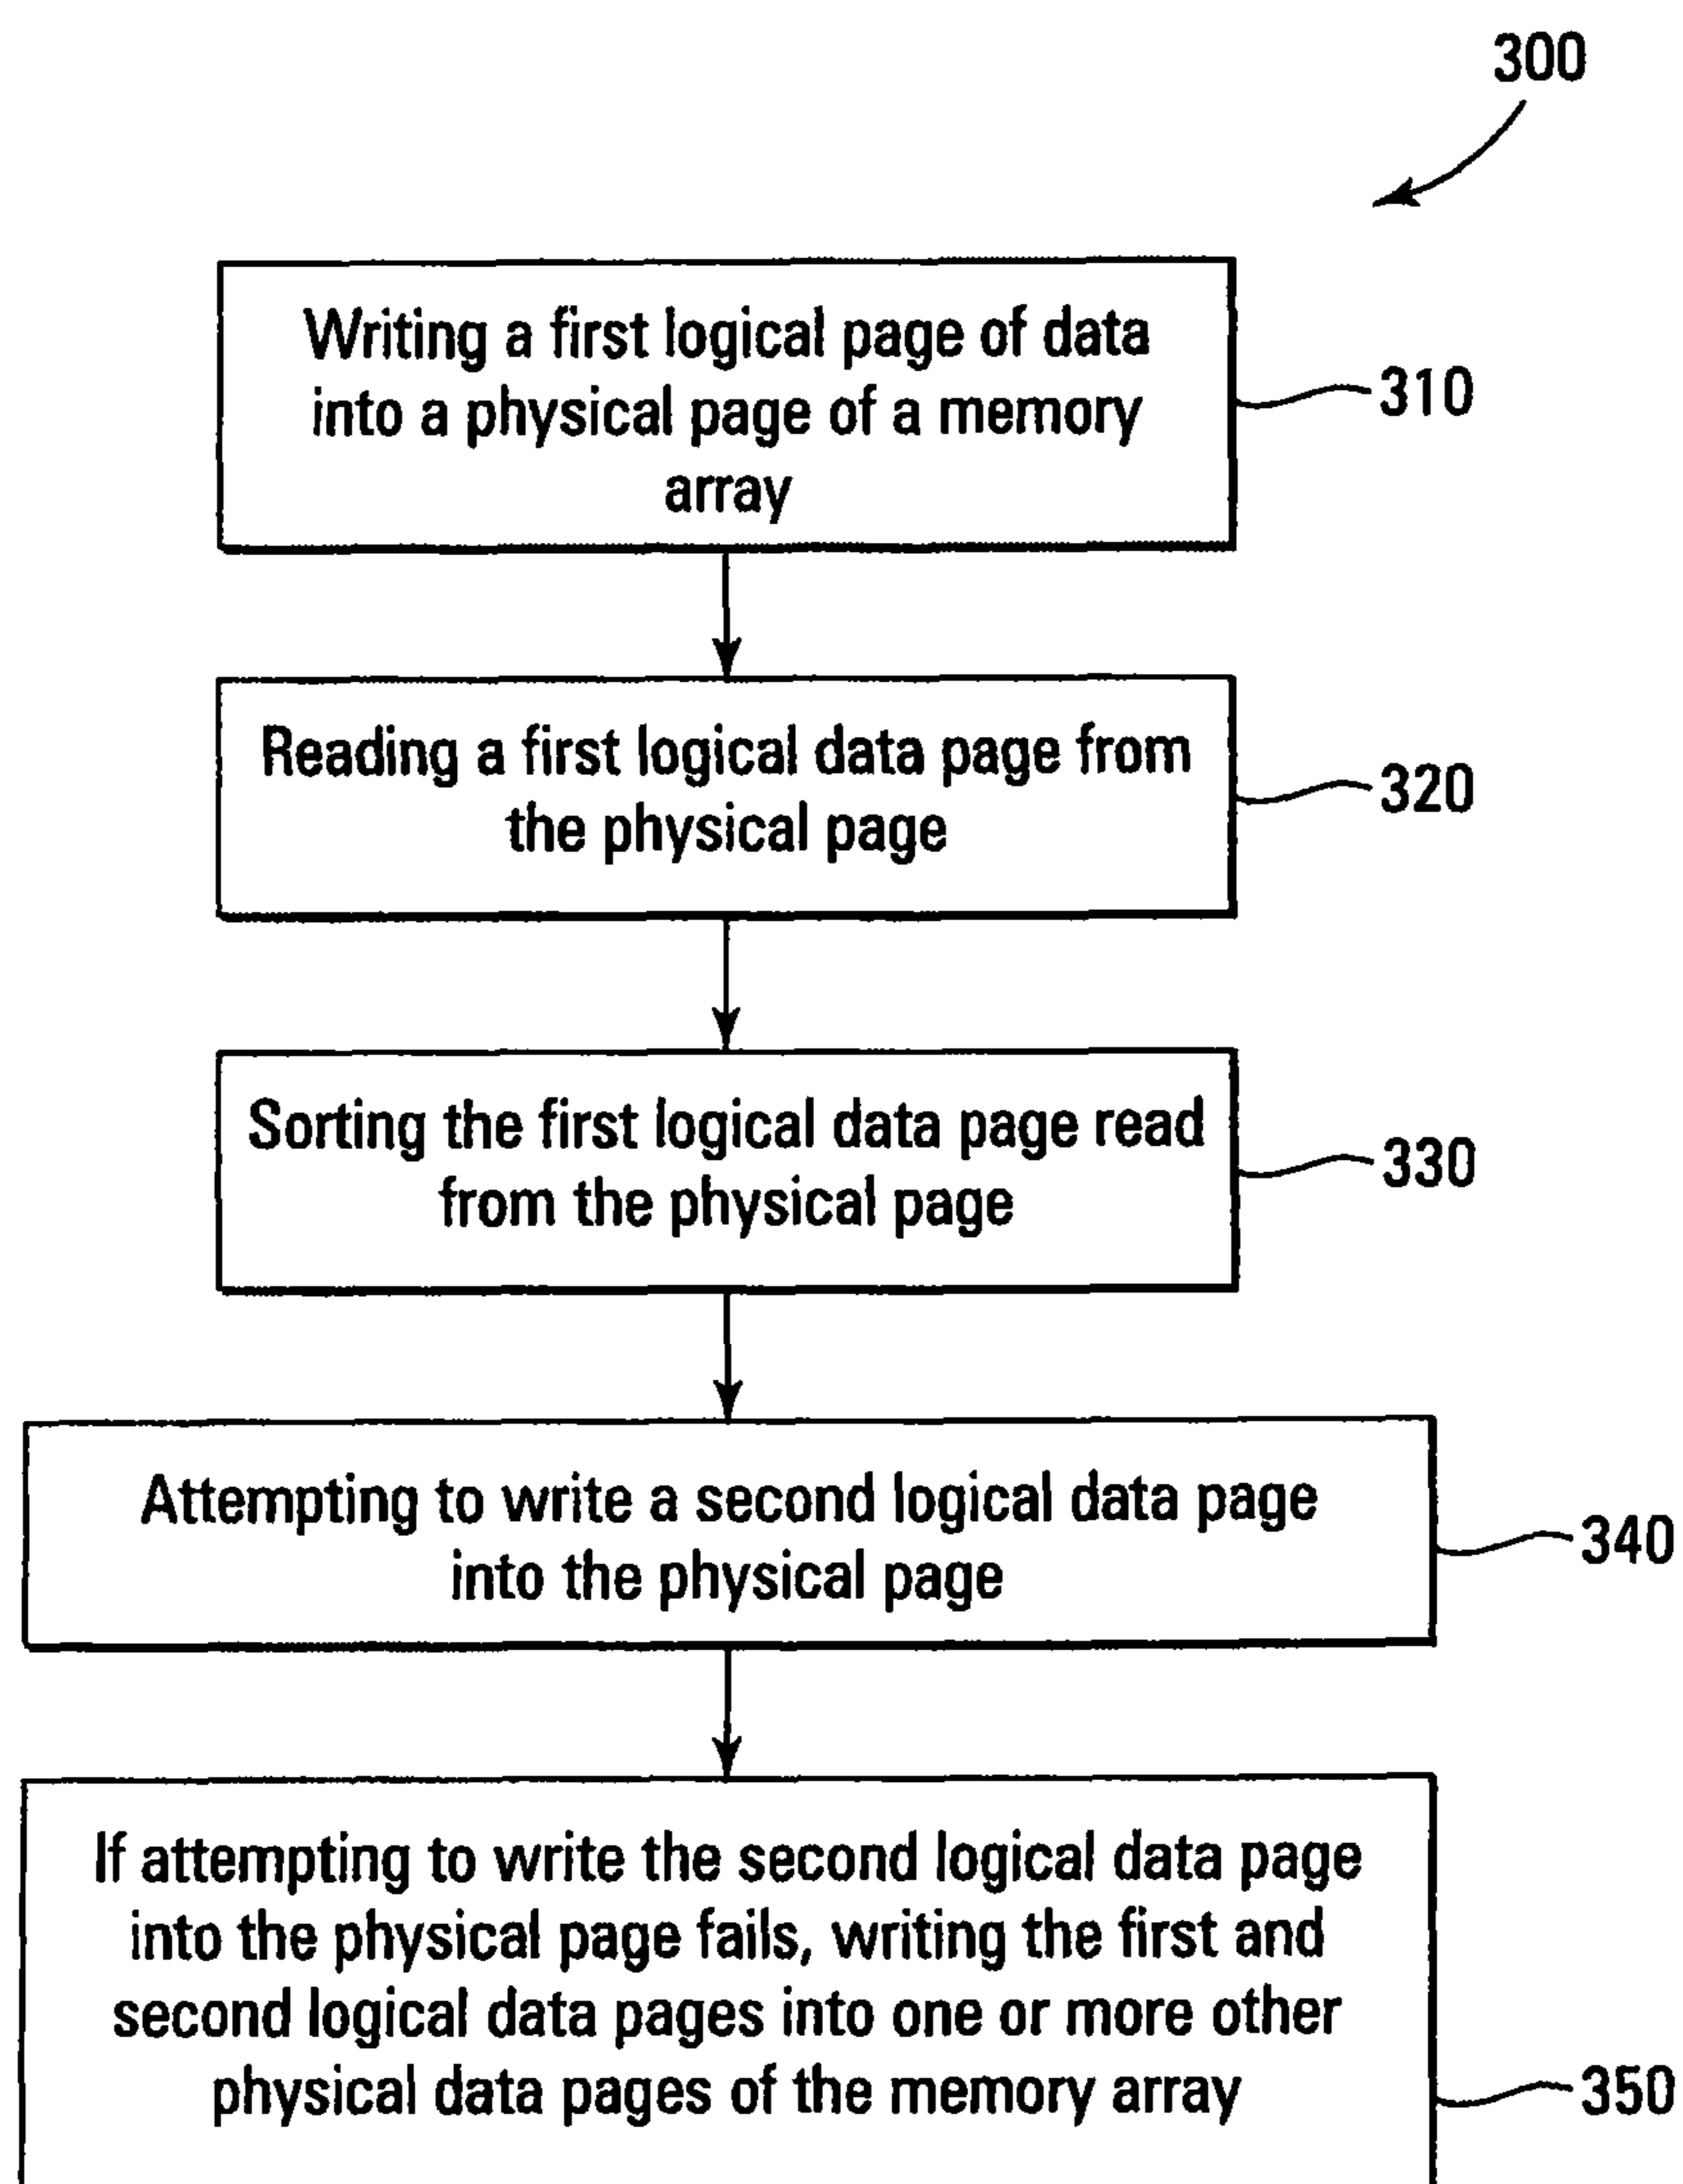 300
Writing a first logical page of data
into a physical page of a memory
array
310
Reading a first logical data page from
the physical page
320
Sorting the first logical data page read
from the physical page
330
Attempting to write a second logical data page
into the physical page
340
If attempting to write the second logical data page
into the physical page fails, writing the first and
second logical data pages into one or more other
physical data pages of the memory array
350